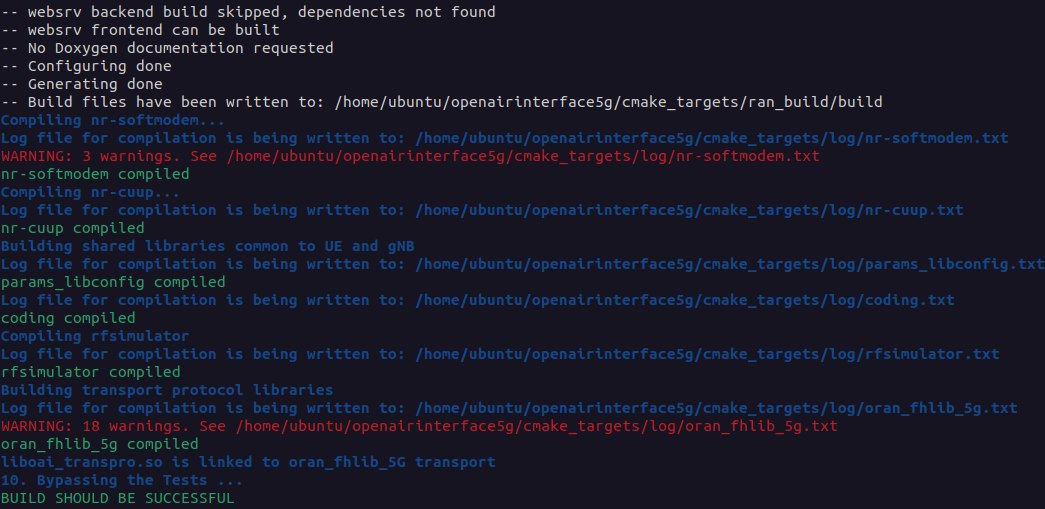 -- websrv backend build skipped, dependencies not found
-- websrv frontend can be built
-- No Doxygen documentation requested
-- Configuring done
-- Generating done
-- Build files have been written to: /home/ubuntu/openairinterface5g/cmake_targets/ran_build/build
Compiling nr-softmodem...
Log file for compilation is being written to: /home/ubuntu/openairinterface5g/cmake_targets/log/nr-softmodem.txt
WARNING: 3 warnings. See /home/ubuntu/openairinterface5g/cmake_targets/log/nr-softmodem.txt
nr-softmodem compiled
Compiling nr-cuup...
Log file for compilation is being written to: /home/ubuntu/openairinterface5g/cmake_targets/log/nr-cuup.txt
nr-cuup compiled
Building shared libraries common to UE and gNB
Log file for compilation is being written to: /home/ubuntu/openairinterface5g/cmake_targets/log/params_libconfig.txt
params_libconfig compiled
Log file for compilation is being written to: /home/ubuntu/openairinterface5g/cmake_targets/log/coding.txt
coding compiled
Compiling rfsimulator
Log file for compilation is being written to: /home/ubuntu/openairinterface5g/cmake_targets/log/rfsimulator.txt
rfsimulator compiled
Building transport protocol libraries
Log file for compilation is being written to: /home/ubuntu/openairinterface5g/cmake_targets/log/oran_fhlib_5g.txt
WARNING: 18 warnings. See /home/ubuntu/openairinterface5g/cmake_targets/log/oran_fhlib_5g.txt
oran_fhlib_5g compiled
liboai_transpro.so is linked to oran_fhlib_5G transport
10. Bypassing the Tests ...
BUILD SHOULD BE SUCCESSFUL